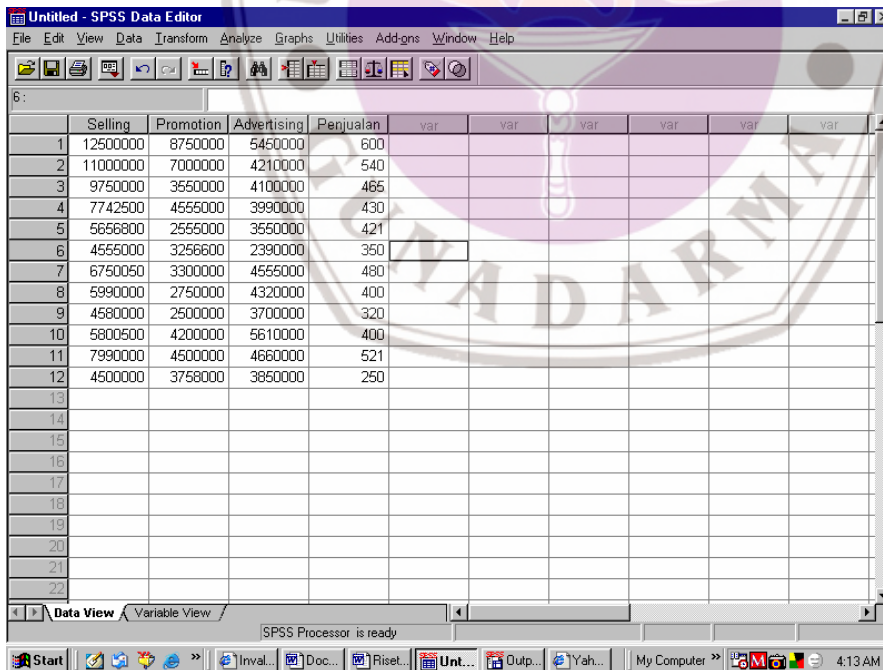 Untitled - SPSS Data Editor
File Edit View Data Transform Analyze Graphs Utilities Add-ons Window Help
6 :
Selling Promotion Advertising Penjualan var var var var var var
1 12500000 8750000 5450000 600
2 11000000 7000000 4210000 540
3 9750000 3550000 4100000 465
4 7742500 4555000 3990000 430
5 5656800 2555000 3550000 421
6 4555000 3256600 2390000 350
7 6750050 3300000 4555000 480
8 5990000 2750000 4320000 400
9 4580000 2500000 3700000 320
10 5800500 4200000 5610000 400
11 7990000 4500000 4660000 521
12 4500000 3758000 3850000 250
13
14
15
16
17
18
19
20
21
22
GUNADARMA
Data View Variable View
SPSS Processor is ready
Start » Inval... Doc... Riset... Unt... Outp... Yah... My Computer » 4:13 AM